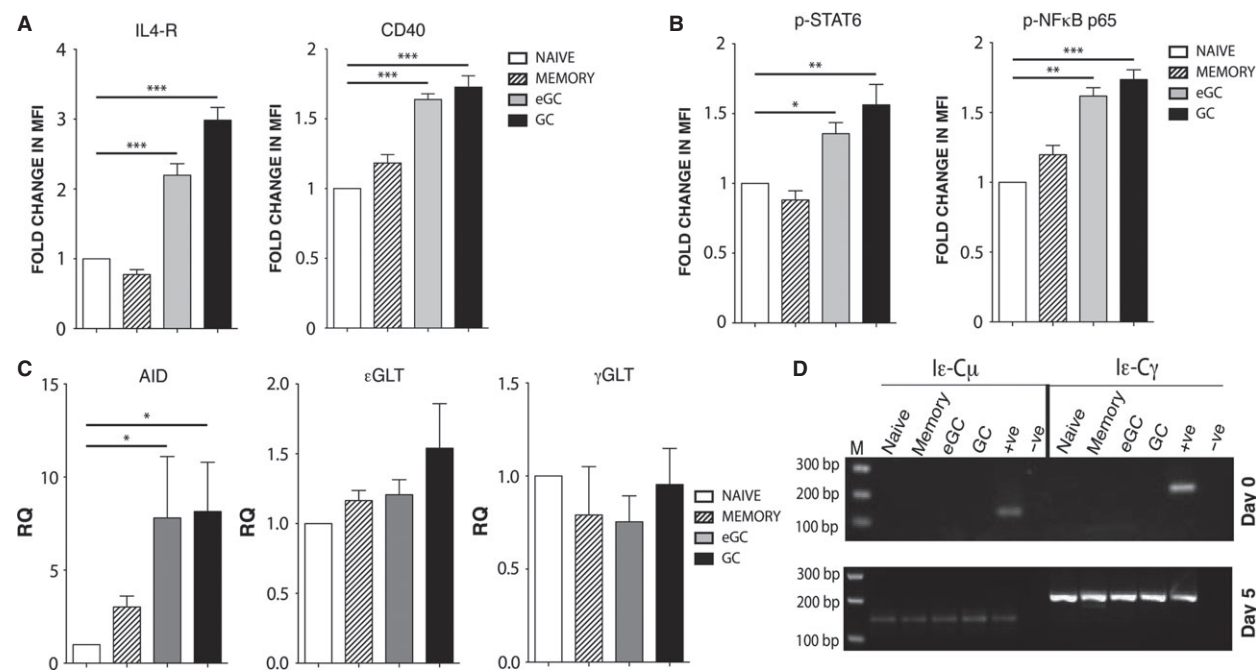 A
IL4-R
FOLD CHANGE IN MFI
4
3
2
1
0
***
***
CD40
FOLD CHANGE IN MFI
2
1.5
1
0.5
0
***
***
NAIVE
MEMORY
eGC
GC
B
p-STAT6
FOLD CHANGE IN MFI
2
1.5
1
0.5
0
**
*
p-NFκB p65
FOLD CHANGE IN MFI
2
1.5
1
0.5
0
***
**
NAIVE
MEMORY
eGC
GC
C
AID
RQ
15
10
5
0
*
*
εGLT
RQ
2.0
1.5
1.0
0.5
0.0
γGLT
RQ
1.5
1.0
0.5
0.0
NAIVE
MEMORY
eGC
GC
D
Iε-Cμ Iε-Cγ
M Naive Memory eGC GC +ve −ve Naive Memory eGC GC +ve −ve
300 bp
200 bp
100 bp
Day 0
300 bp
200 bp
100 bp
Day 5